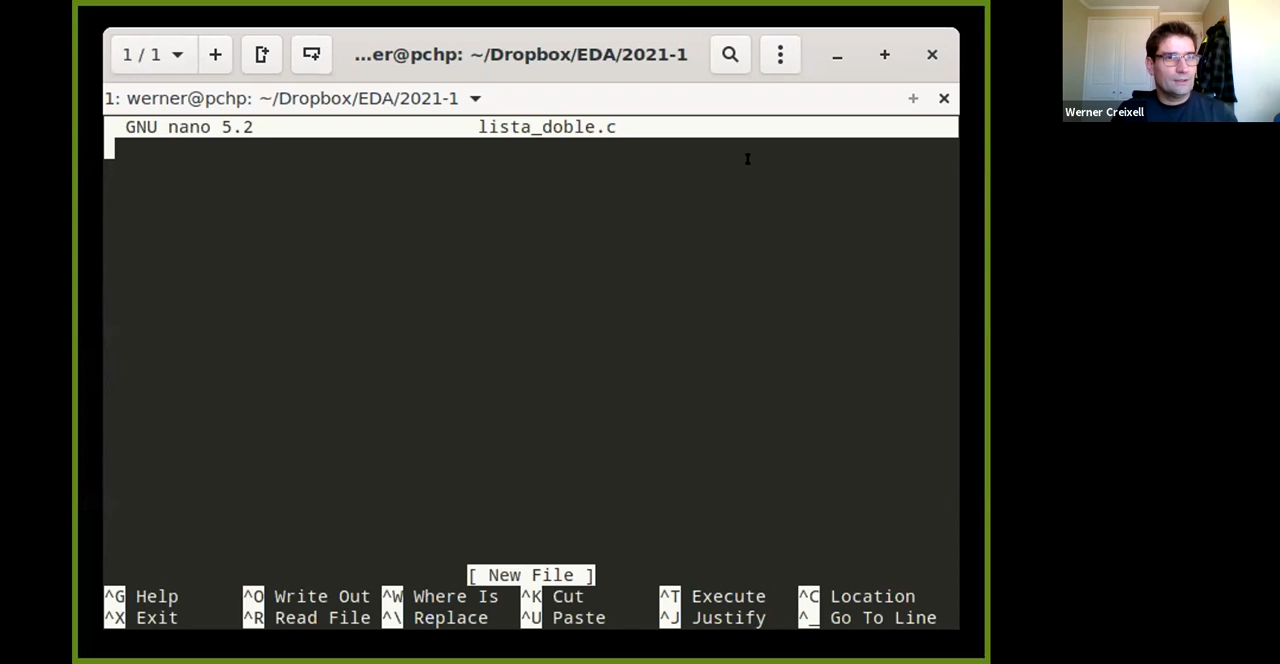 1 / 1
...er@pchp: ~/Dropbox/EDA/2021-1
1: werner@pchp: ~/Dropbox/EDA/2021-1
GNU nano 5.2 lista_doble.c
[ New File ]
^G Help ^O Write Out ^W Where Is ^K Cut ^T Execute ^C Location
^X Exit ^R Read File ^\ Replace ^U Paste ^J Justify ^_ Go To Line
Werner Creixell